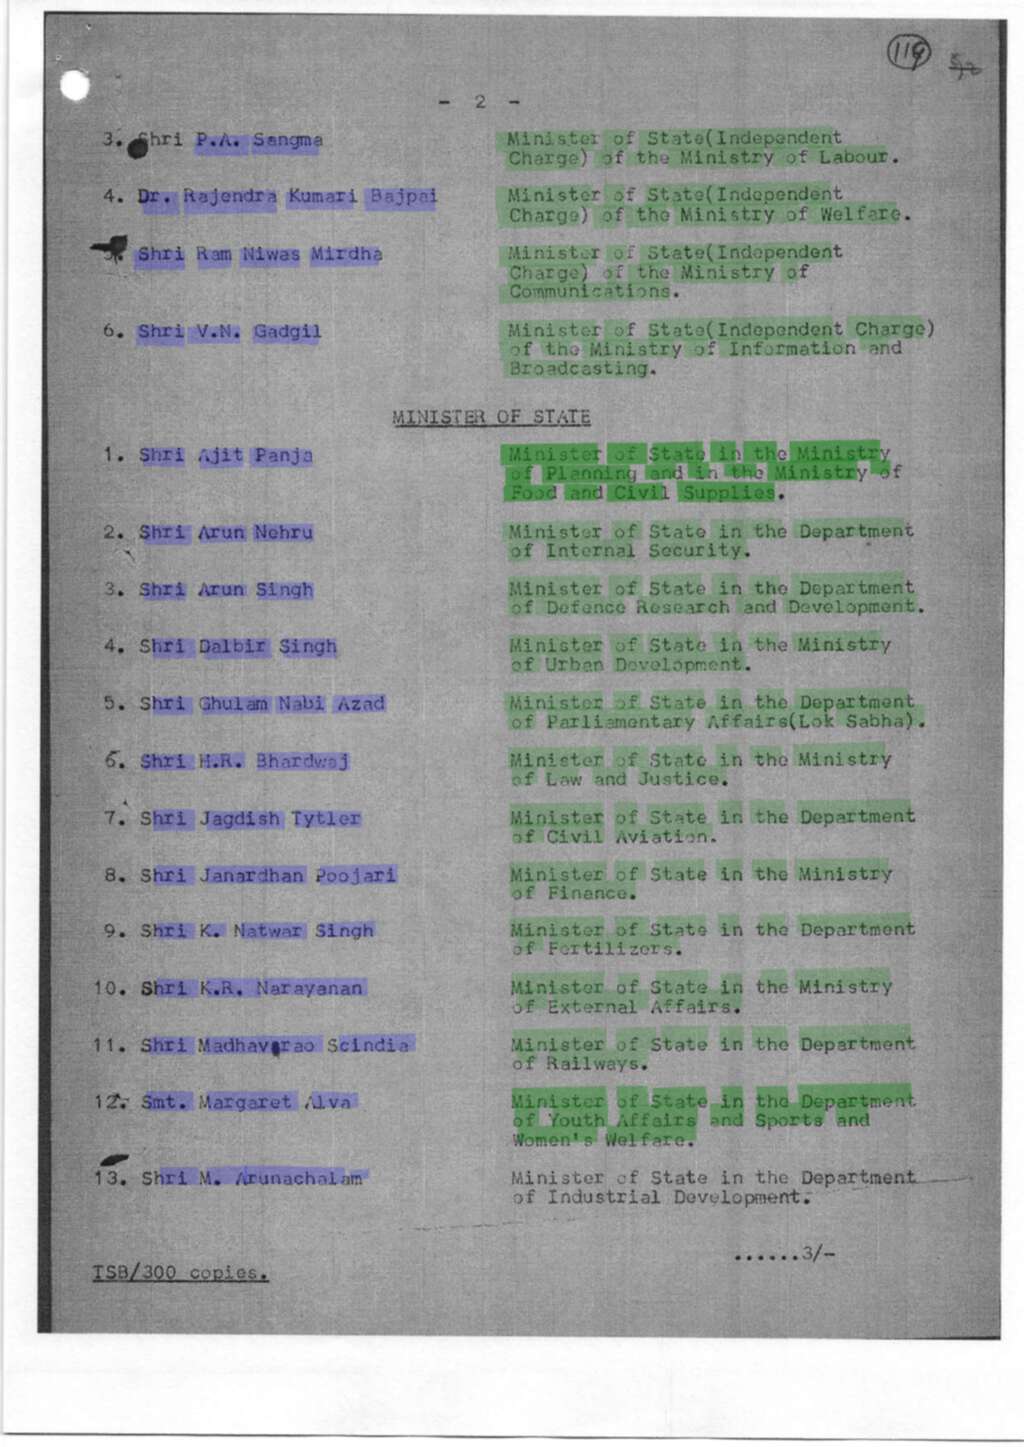 119
- 2 -
3. Shri P.A. Sangma Minister of State(Independent
Charge) of the Ministry of Labour.
4. Dr. Rajendra Kumari Bajpai Minister of State(Independent
Charge) of the Ministry of Welfare.
5. Shri Ram Niwas Mirdha Minister of State(Independent
Charge) of the Ministry of
Communications.
6. Shri V.N. Gadgil Minister of State(Independent Charge)
of the Ministry of Information and
Broadcasting.
MINISTER OF STATE
1. Shri Ajit Panja Minister of State in the Ministry
of Planning and in the Ministry of
Food and Civil Supplies.
2. Shri Arun Nehru Minister of State in the Department
of Internal Security.
3. Shri Arun Singh Minister of State in the Department
of Defence Research and Development.
4. Shri Dalbir Singh Minister of State in the Ministry
of Urban Development.
5. Shri Ghulam Nabi Azad Minister of State in the Department
of Parliamentary Affairs(Lok Sabha).
6. Shri H.R. Bhardwaj Minister of State in the Ministry
of Law and Justice.
7. Shri Jagdish Tytler Minister of State in the Department
of Civil Aviation.
8. Shri Janardhan Poojari Minister of State in the Ministry
of Finance.
9. Shri K. Natwar Singh Minister of State in the Department
of Fertilizers.
10. Shri K.R. Narayanan Minister of State in the Ministry
of External Affairs.
11. Shri Madhavarao Scindia Minister of State in the Department
of Railways.
12. Smt. Margaret Alva Minister of State in the Department
of Youth Affairs and Sports and
Women's Welfare.
13. Shri M. Arunachalam Minister of State in the Department
of Industrial Development.
......3/-
TSB/300 copies.